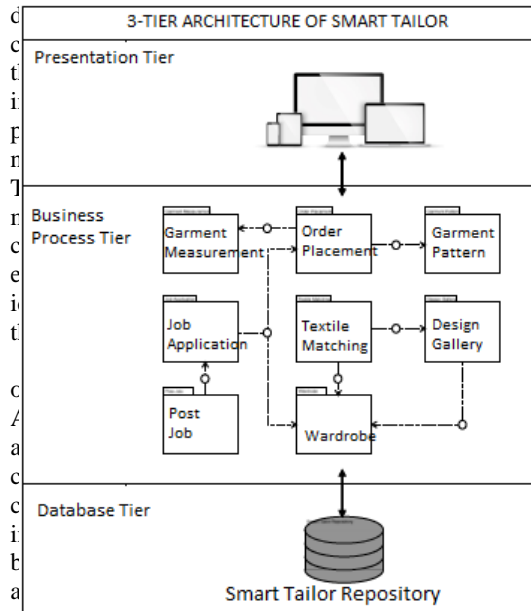 3-TIER ARCHITECTURE OF SMART TAILOR
Presentation Tier
Business
Process Tier
Garment
Measurement
Order
Placement
Garment
Pattern
Job
Application
Textile
Matching
Design
Gallery
Post
Job
Wardrobe
Database Tier
Smart Tailor Repository